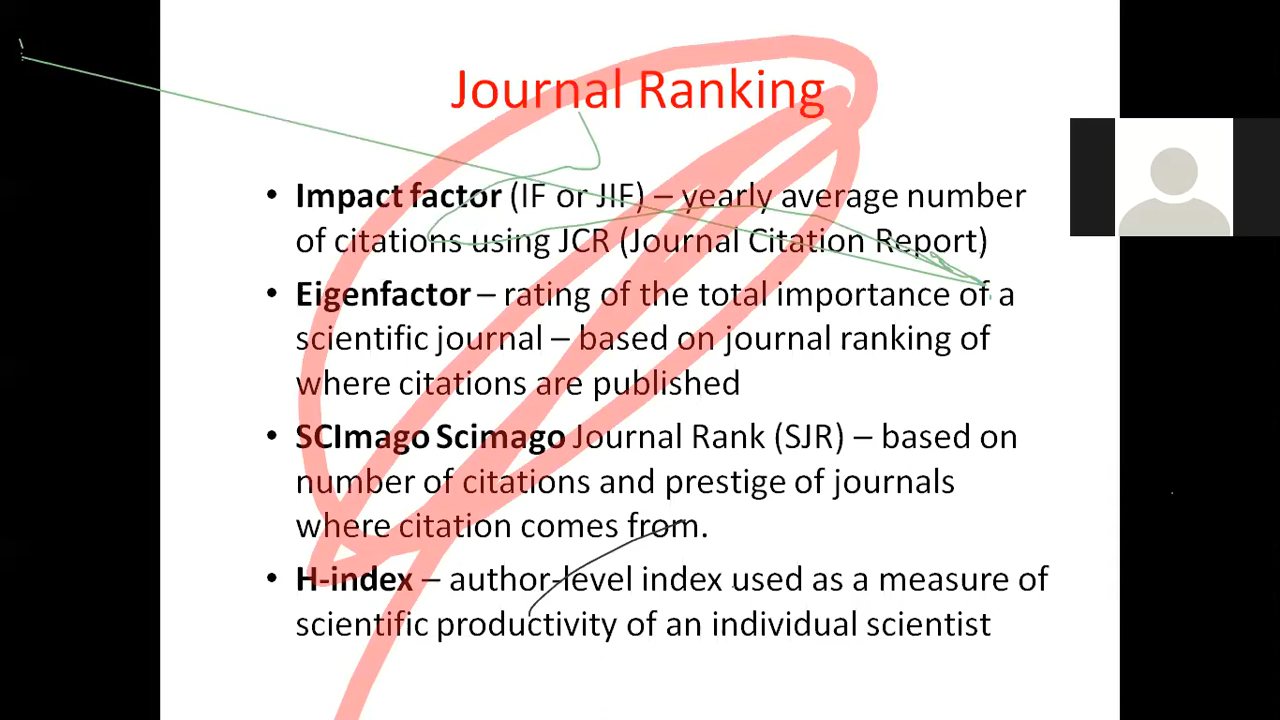 Journal Ranking
• Impact factor (IF or JIF) – yearly average number
of citations using JCR (Journal Citation Report)
• Eigenfactor – rating of the total importance of a
scientific journal – based on journal ranking of
where citations are published
• SCImago Scimago Journal Rank (SJR) – based on
number of citations and prestige of journals
where citation comes from.
• H-index – author-level index used as a measure of
scientific productivity of an individual scientist